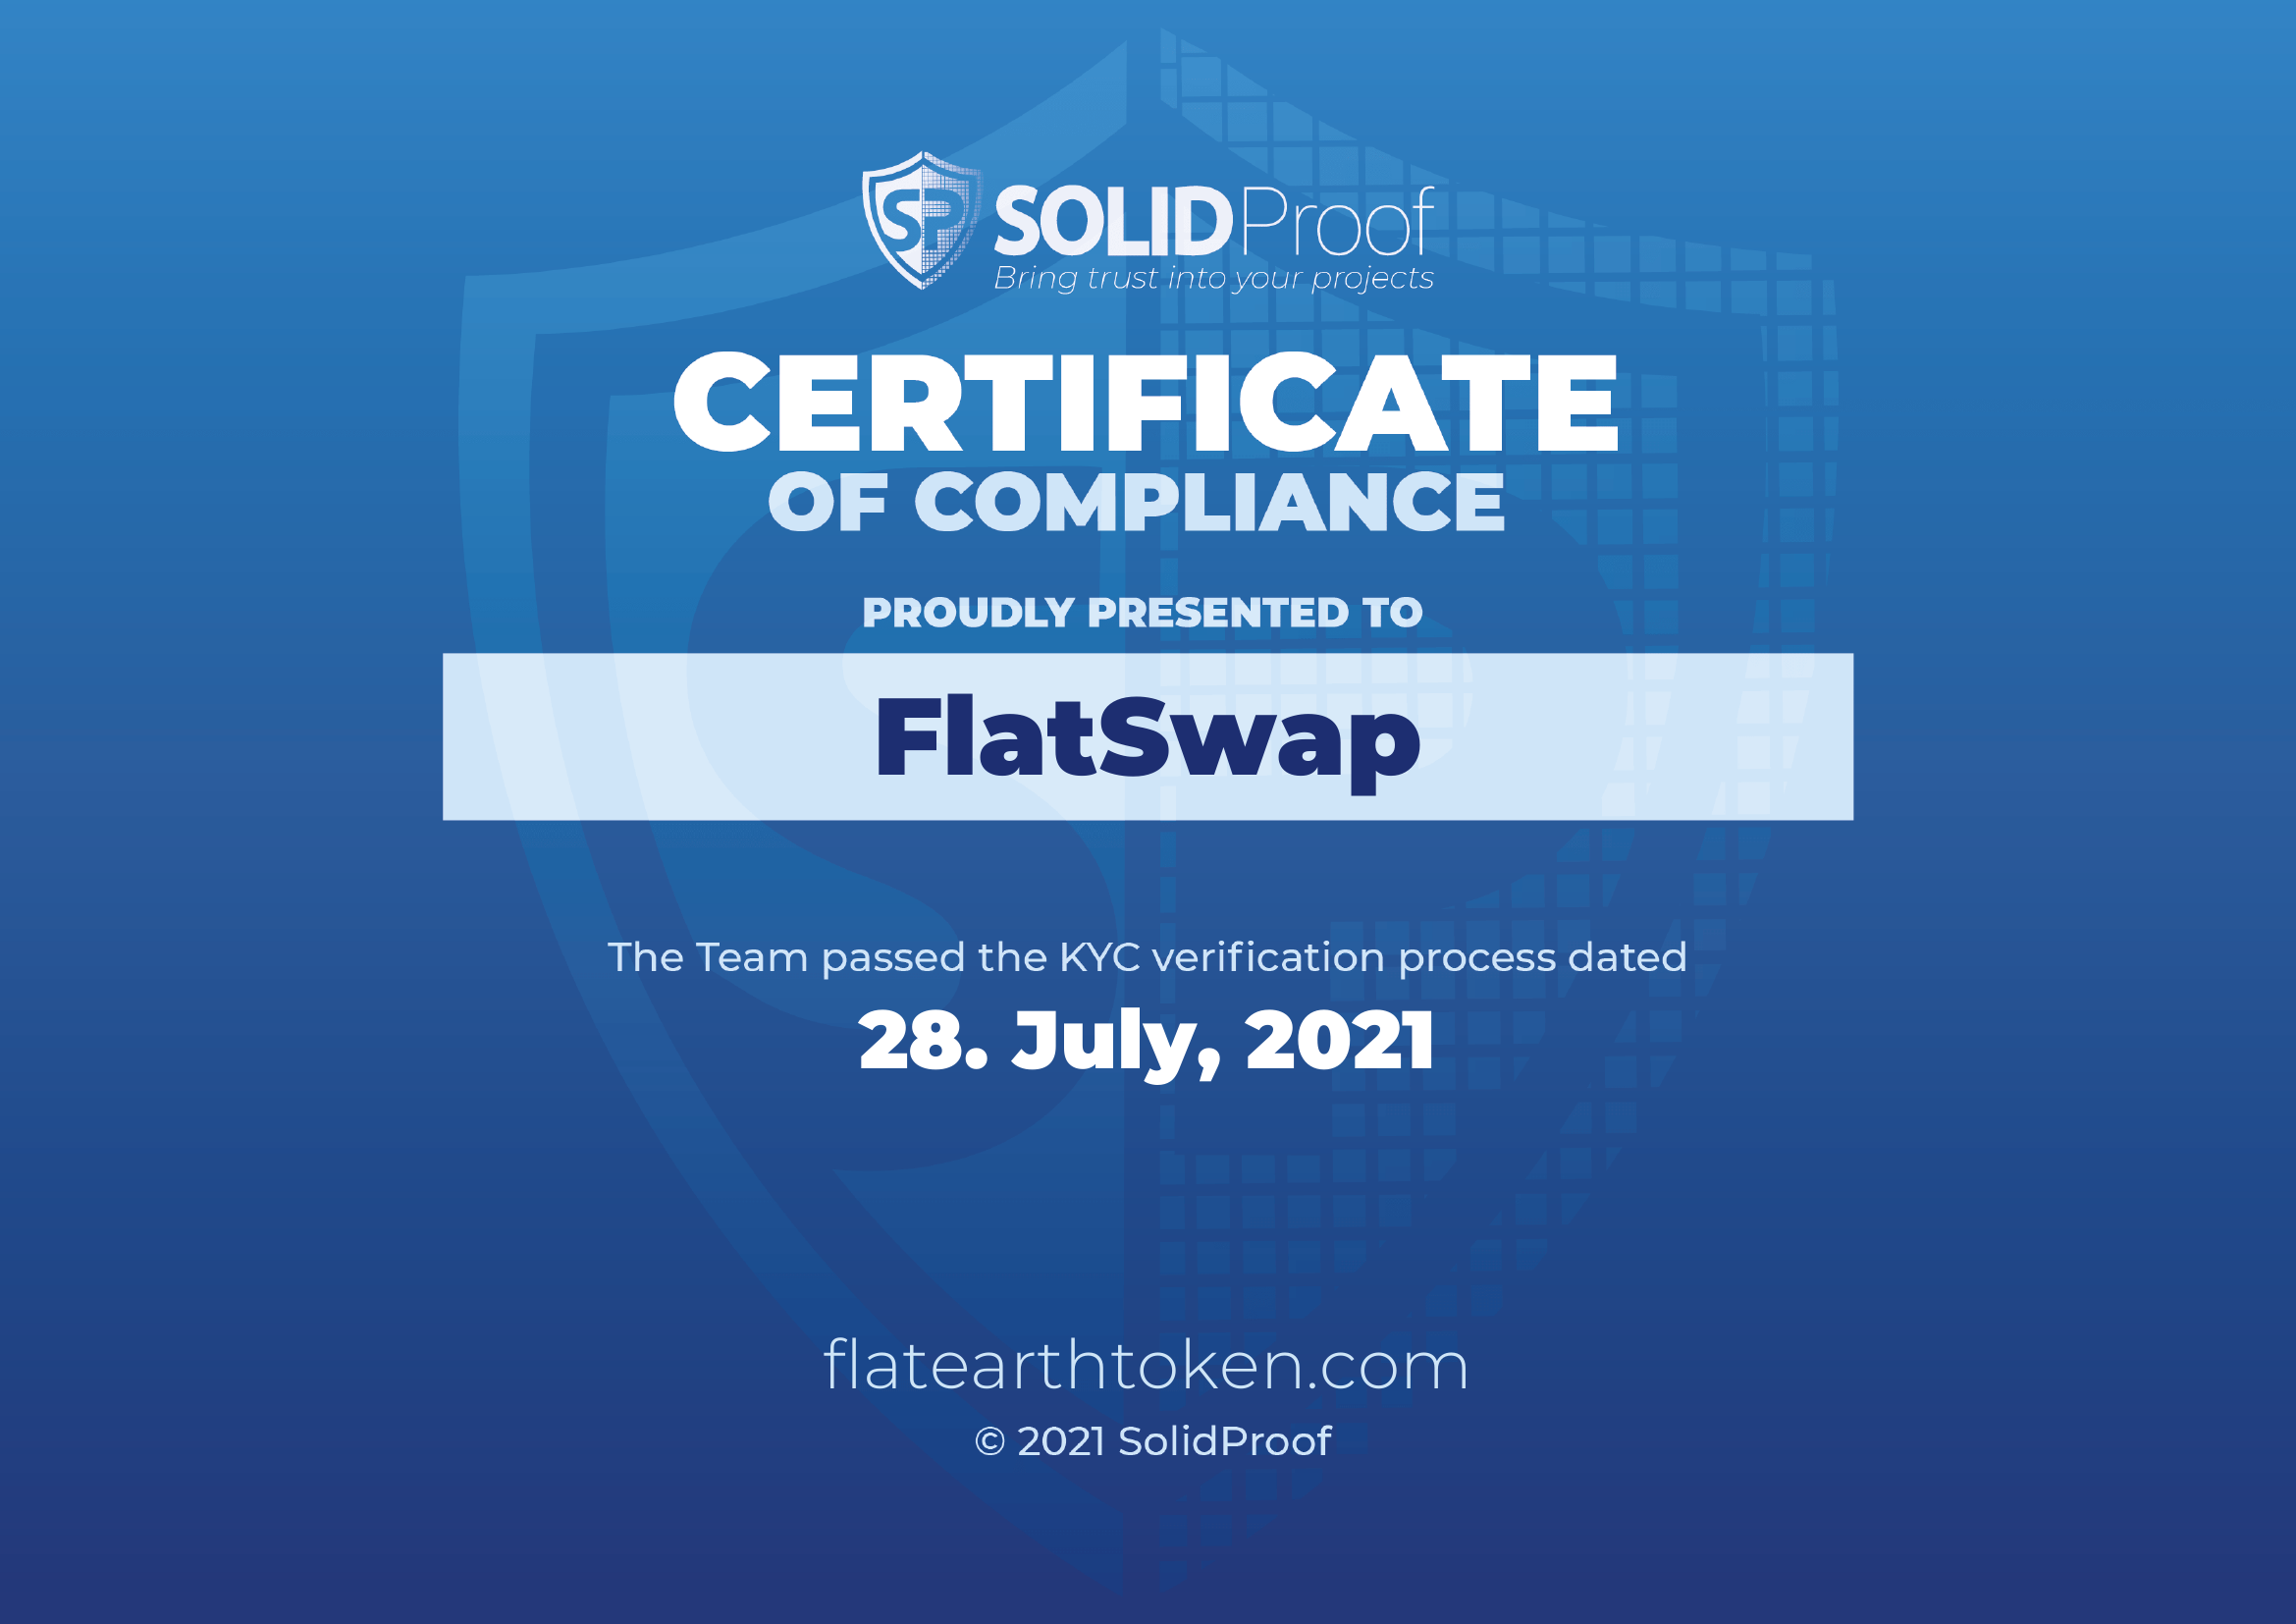 SP SOLIDProof
Bring trust into your projects
CERTIFICATE
OF COMPLIANCE
PROUDLY PRESENTED TO
FlatSwap
The Team passed the KYC verification process dated
28. July, 2021
flatearthtoken.com
© 2021 SolidProof